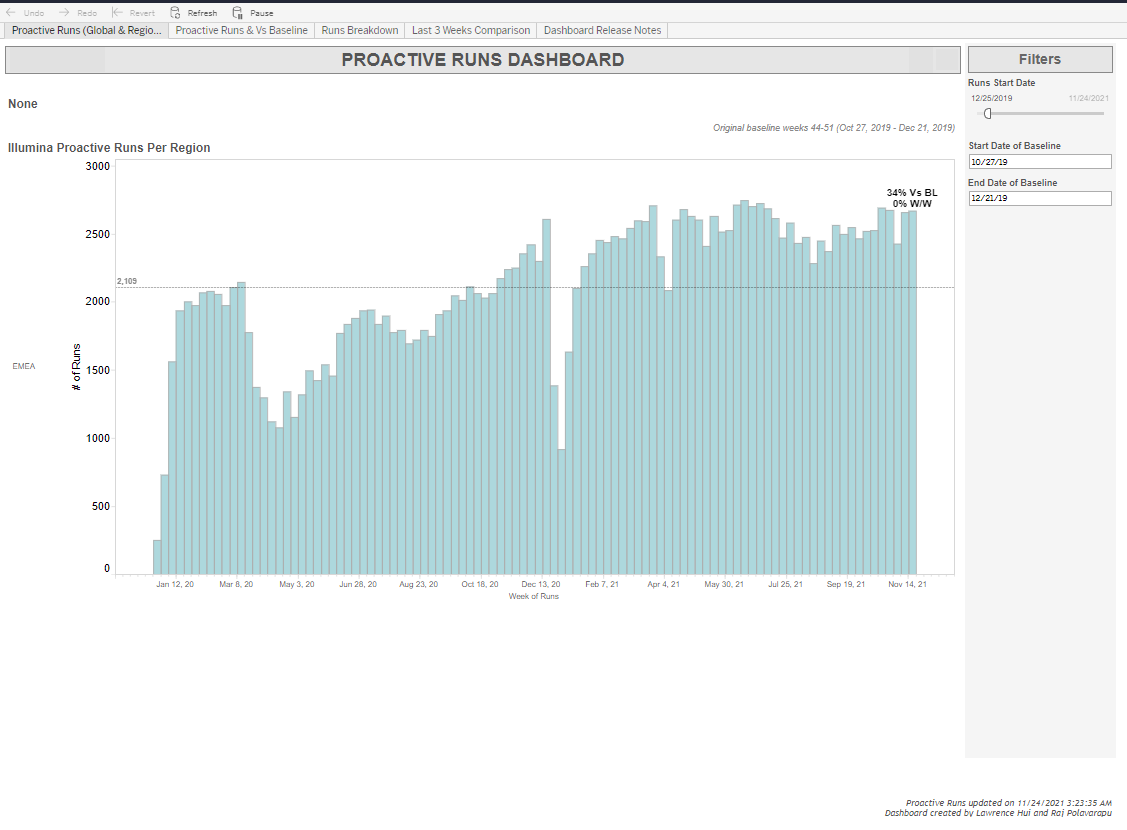 Undo Redo Revert Refresh Pause
Proactive Runs (Global & Regio... Proactive Runs & Vs Baseline Runs Breakdown Last 3 Weeks Comparison Dashboard Release Notes
PROACTIVE RUNS DASHBOARD
Filters
None
Runs Start Date
12/25/2019 11/24/2021
Original baseline weeks 44-51 (Oct 27, 2019 - Dec 21, 2019)
Start Date of Baseline
10/27/19
End Date of Baseline
12/21/19
Illumina Proactive Runs Per Region
3000
34% Vs BL
0% W/W
2500
2,109
2000
EMEA
# of Runs
1500
1000
500
0
Jan 12, 20 Mar 8, 20 May 3, 20 Jun 28, 20 Aug 23, 20 Oct 18, 20 Dec 13, 20 Feb 7, 21 Apr 4, 21 May 30, 21 Jul 25, 21 Sep 19, 21 Nov 14, 21
Week of Runs
Proactive Runs updated on 11/24/2021 3:23:35 AM
Dashboard created by Lawrence Hui and Raj Polavarapu